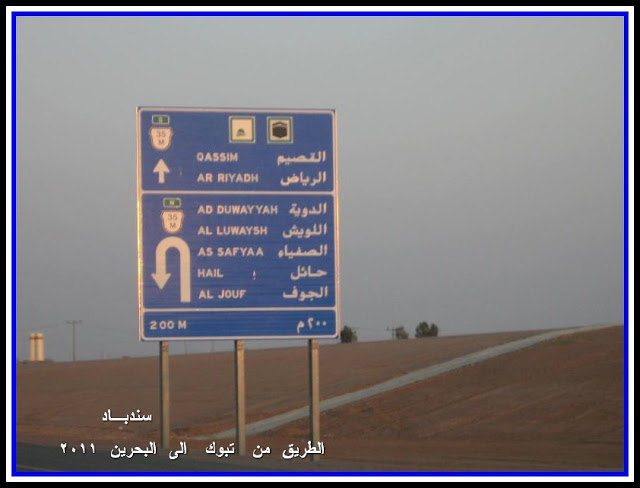 S
35
M
QASSIM القصيم
AR RIYADH الرياض
N
35
M
AD DUWAYYAH الدوية
AL LUWAYSH اللويش
AS SAFYAA الصفياء
HAIL حائل
AL JOUF الجوف
200 M ٢٠٠ م
سندباد
الطريق من تبوك الى البحرين ٢٠١١